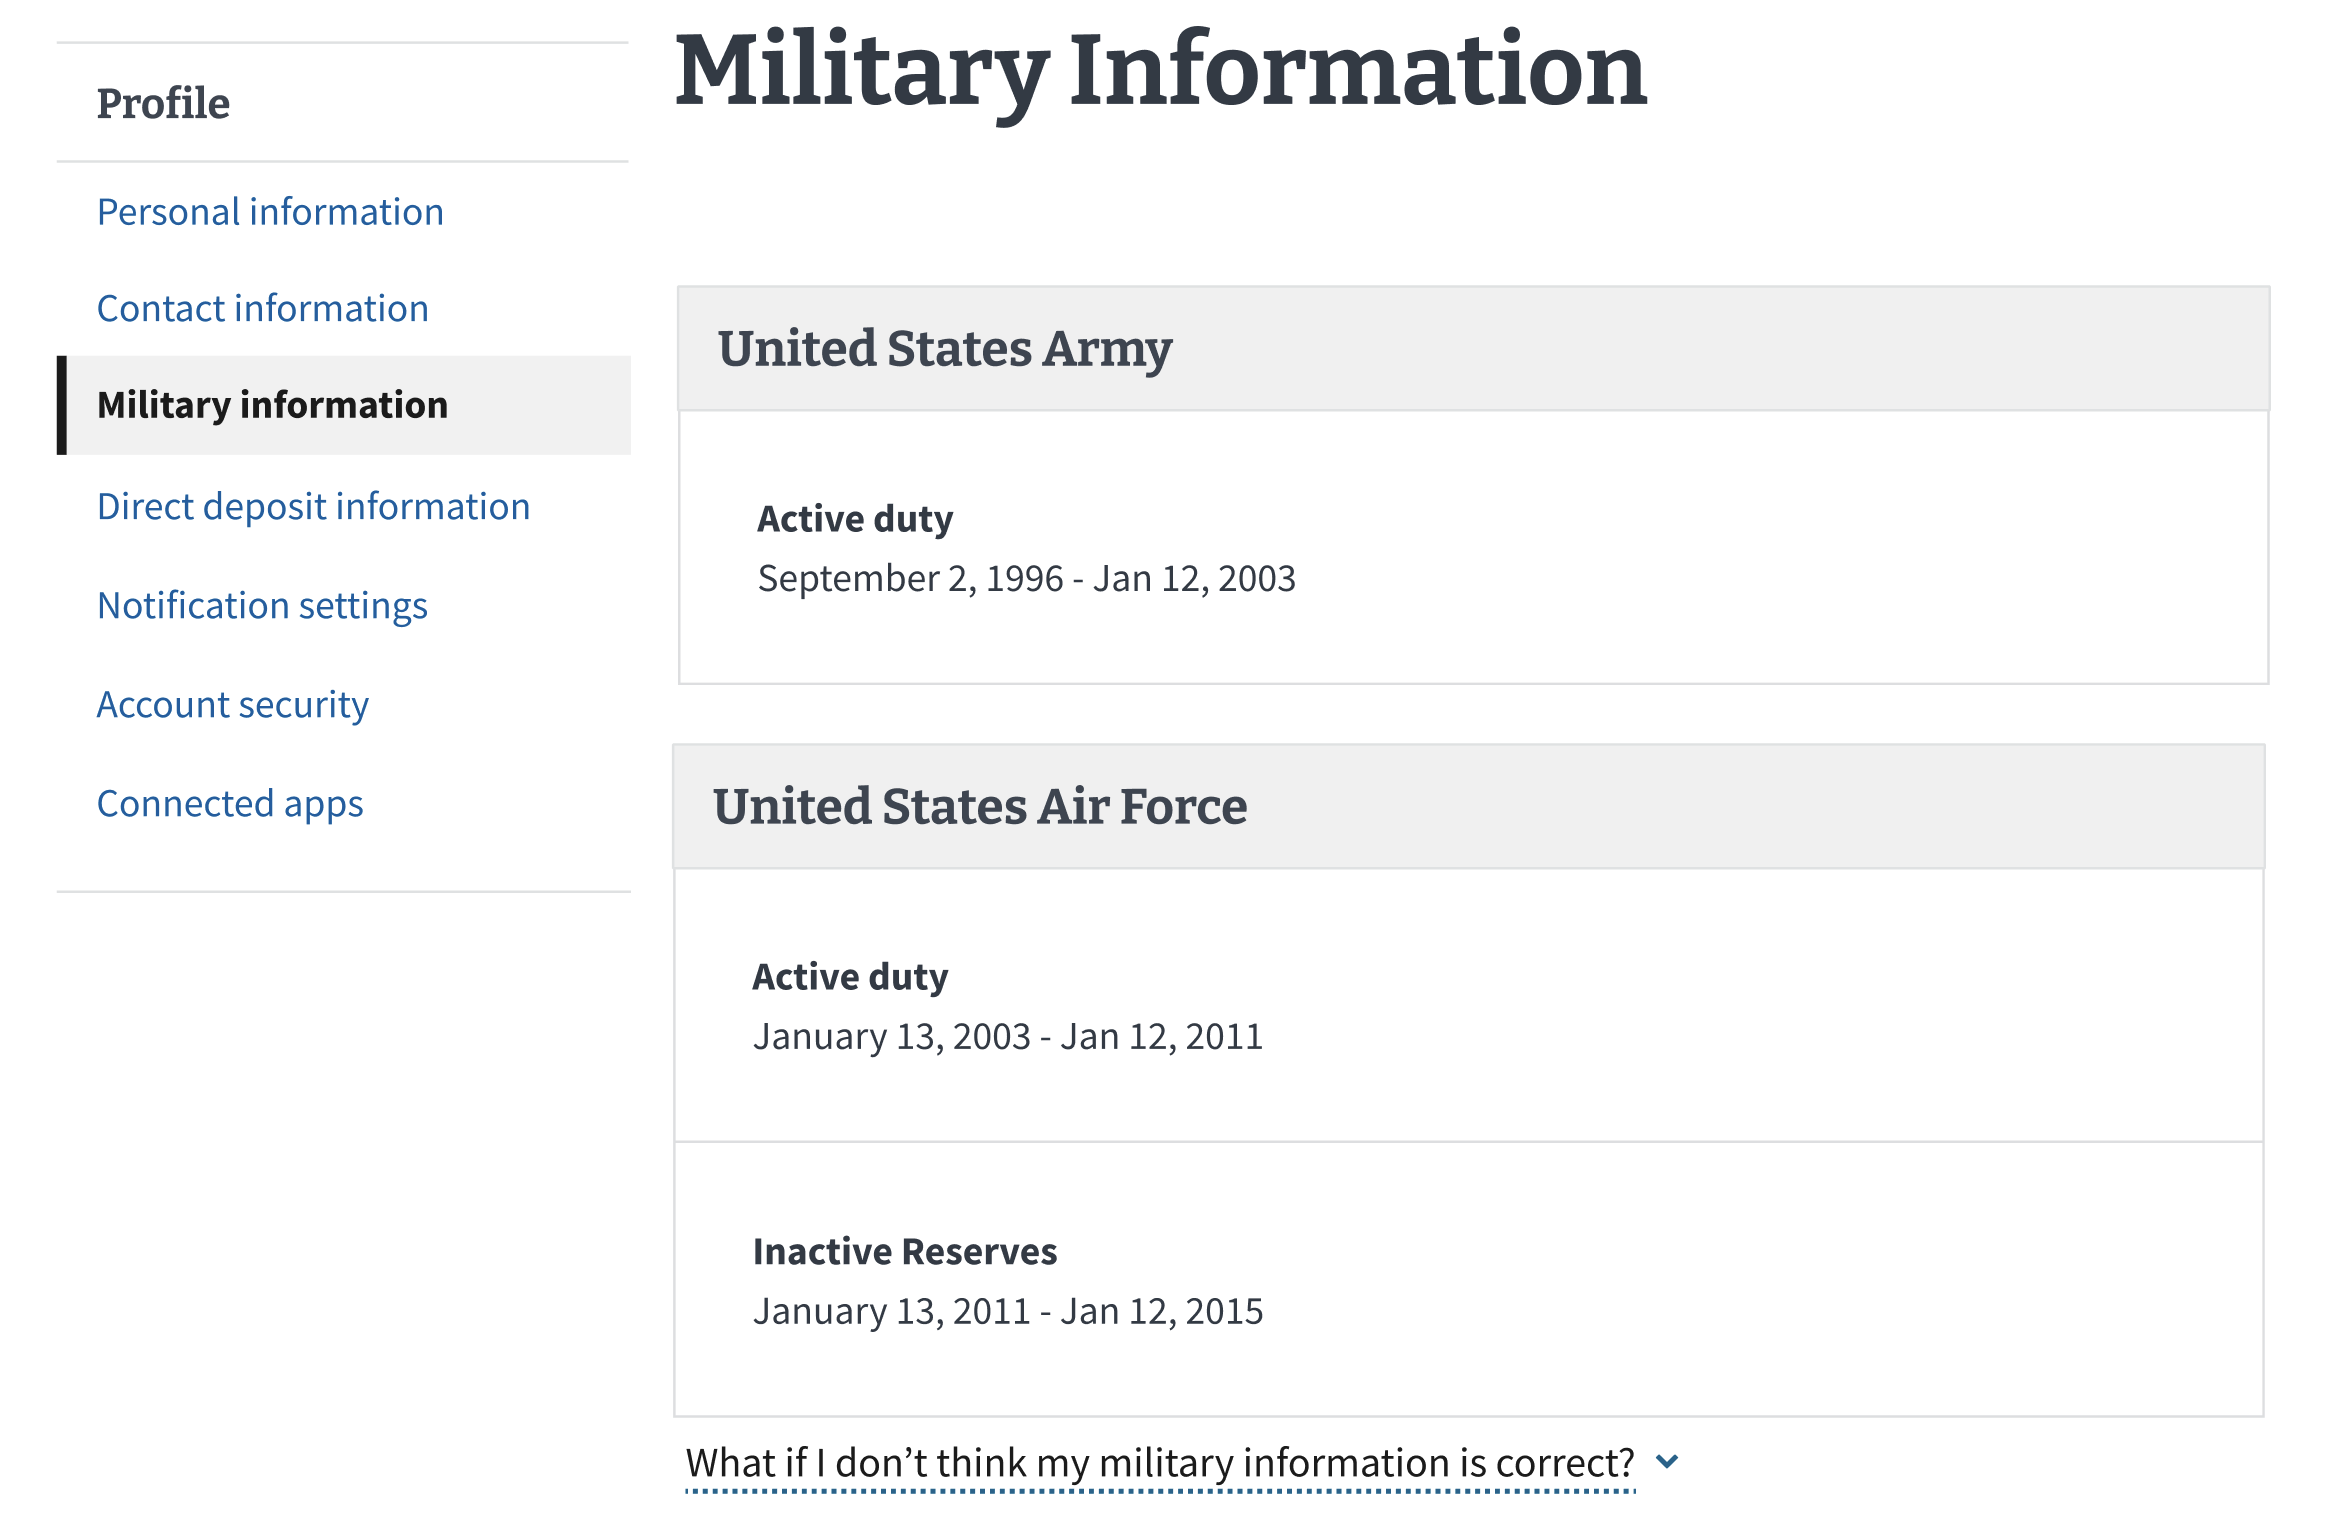 Profile
Personal information
Contact information
Military information
Direct deposit information
Notification settings
Account security
Connected apps
Military Information
United States Army
Active duty
September 2, 1996 - Jan 12, 2003
United States Air Force
Active duty
January 13, 2003 - Jan 12, 2011
Inactive Reserves
January 13, 2011 - Jan 12, 2015
What if I don’t think my military information is correct?